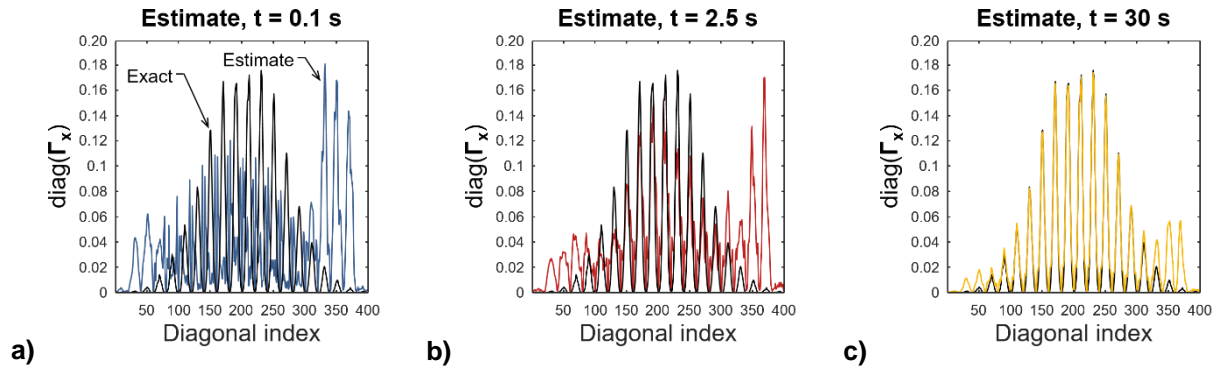 Estimate, t = 0.1 s
0.20
0.18
0.16
0.14
0.12
0.1
0.08
0.06
0.04
0.02
0
diag(Γx)
Exact
Estimate
50 100 150 200 250 300 350 400
Diagonal index
a)
Estimate, t = 2.5 s
0.20
0.18
0.16
0.14
0.12
0.1
0.08
0.06
0.04
0.02
0
diag(Γx)
50 100 150 200 250 300 350 400
Diagonal index
b)
Estimate, t = 30 s
0.20
0.18
0.16
0.14
0.12
0.1
0.08
0.06
0.04
0.02
0
diag(Γx)
50 100 150 200 250 300 350 400
Diagonal index
c)